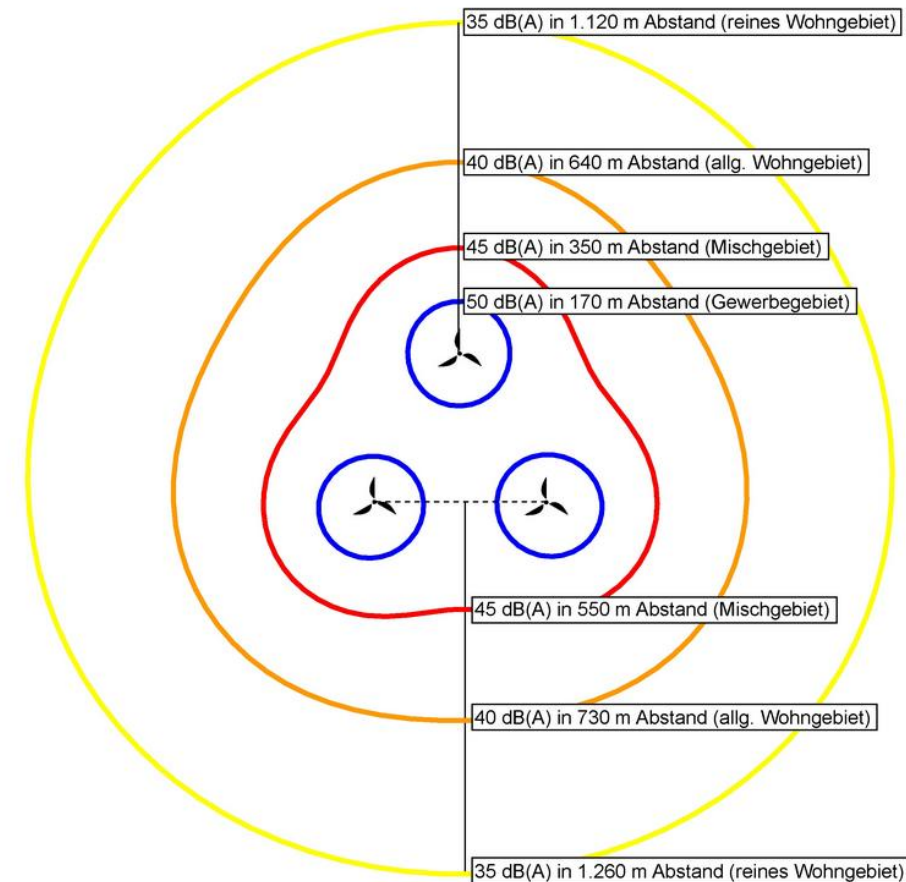 35 dB(A) in 1.120 m Abstand (reines Wohngebiet)
40 dB(A) in 640 m Abstand (allg. Wohngebiet)
45 dB(A) in 350 m Abstand (Mischgebiet)
50 dB(A) in 170 m Abstand (Gewerbegebiet)
45 dB(A) in 550 m Abstand (Mischgebiet)
40 dB(A) in 730 m Abstand (allg. Wohngebiet)
35 dB(A) in 1.260 m Abstand (reines Wohngebiet)